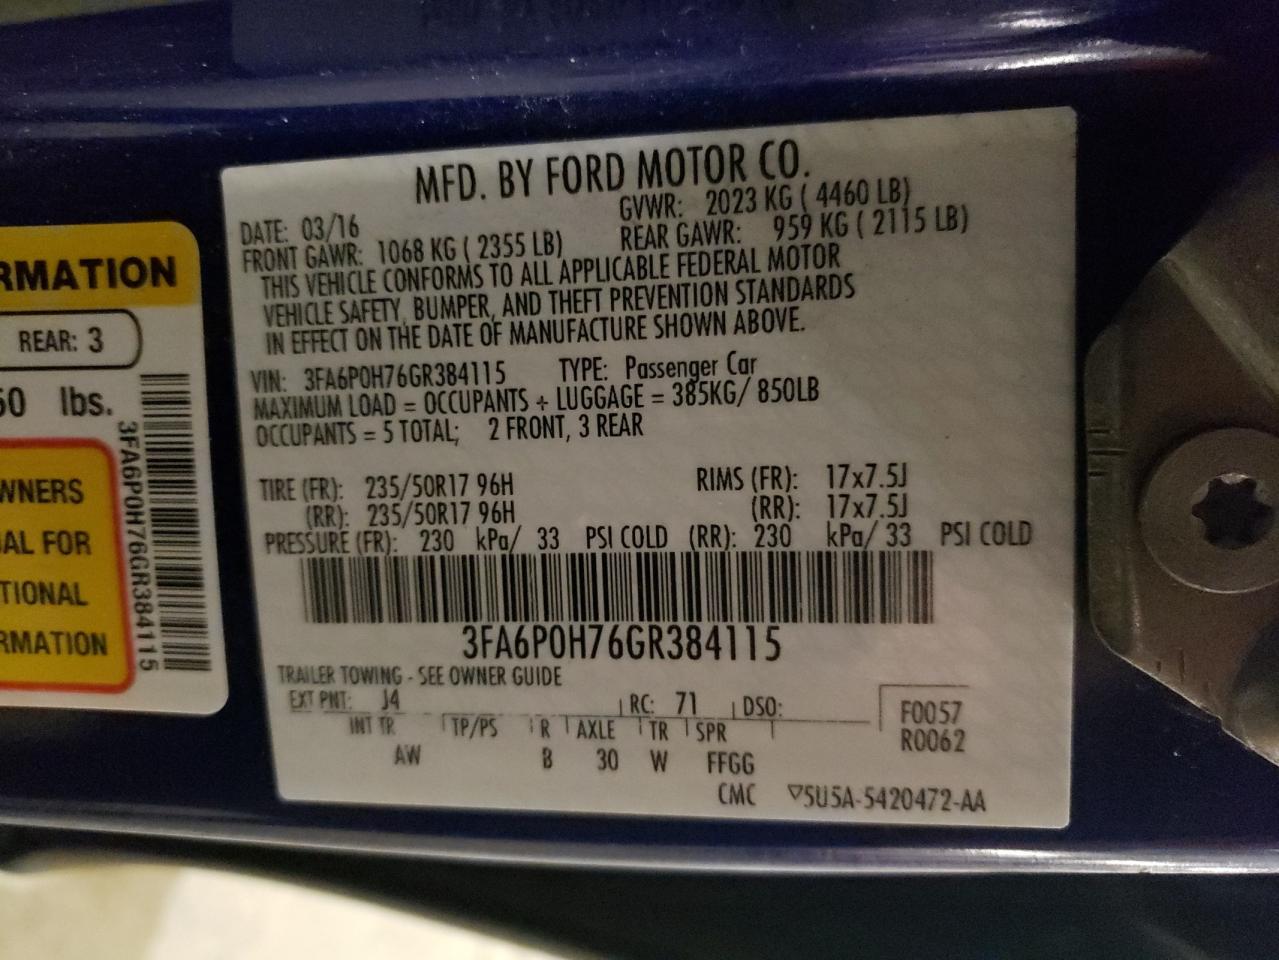 MFD. BY FORD MOTOR CO.
DATE: 03/16
GVWR: 2023 KG ( 4460 LB)
FRONT GAWR: 1068 KG ( 2355 LB)
REAR GAWR: 959 KG ( 2115 LB)
THIS VEHICLE CONFORMS TO ALL APPLICABLE FEDERAL MOTOR
VEHICLE SAFETY, BUMPER, AND THEFT PREVENTION STANDARDS
IN EFFECT ON THE DATE OF MANUFACTURE SHOWN ABOVE.
VIN: 3FA6P0H76GR384115 TYPE: Passenger Car
MAXIMUM LOAD = OCCUPANTS + LUGGAGE = 385KG/ 850LB
OCCUPANTS = 5 TOTAL; 2 FRONT, 3 REAR
TIRE (FR): 235/50R17 96H RIMS (FR): 17x7.5J
(RR): 235/50R17 96H (RR): 17x7.5J
PRESSURE (FR): 230 kPa/ 33 PSI COLD (RR): 230 kPa/ 33 PSI COLD
3FA6P0H76GR384115
TRAILER TOWING - SEE OWNER GUIDE
EXT PNT: J4 RC: 71 DSO:
INT TR TP/PS R AXLE TR SPR
AW B 30 W FFGG
F0057
R0062
CMC ▽5U5A-5420472-AA
RMATION
REAR: 3
50 lbs.
WNERS
AL FOR
TIONAL
RMATION
3FA6P0H76GR384115